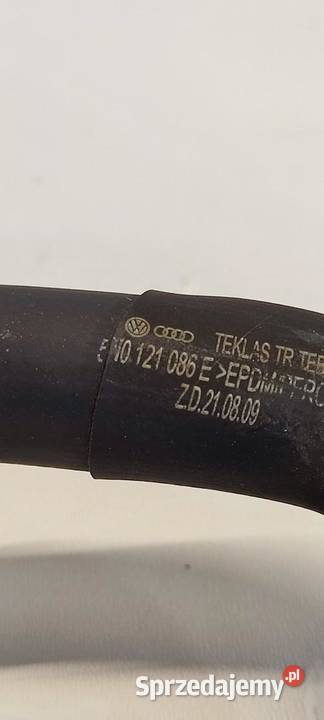 TEKLAS TR
121 086 E >EPDM
Z.D.21.08.09
Sprzedajemy.pl